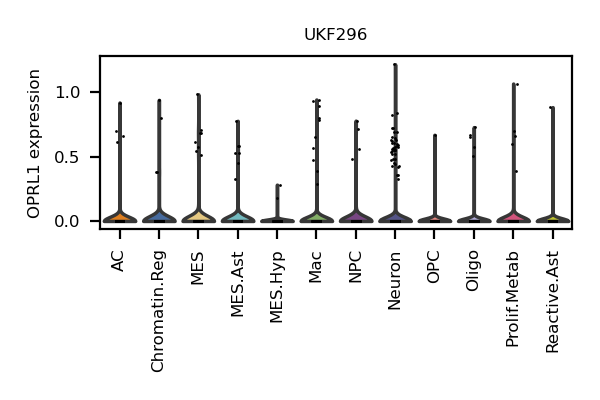 UKF296
OPRL1 expression
1.0
0.5
0.0
AC
Chromatin.Reg
MES
MES.Ast
MES.Hyp
Mac
NPC
Neuron
OPC
Oligo
Prolif.Metab
Reactive.Ast